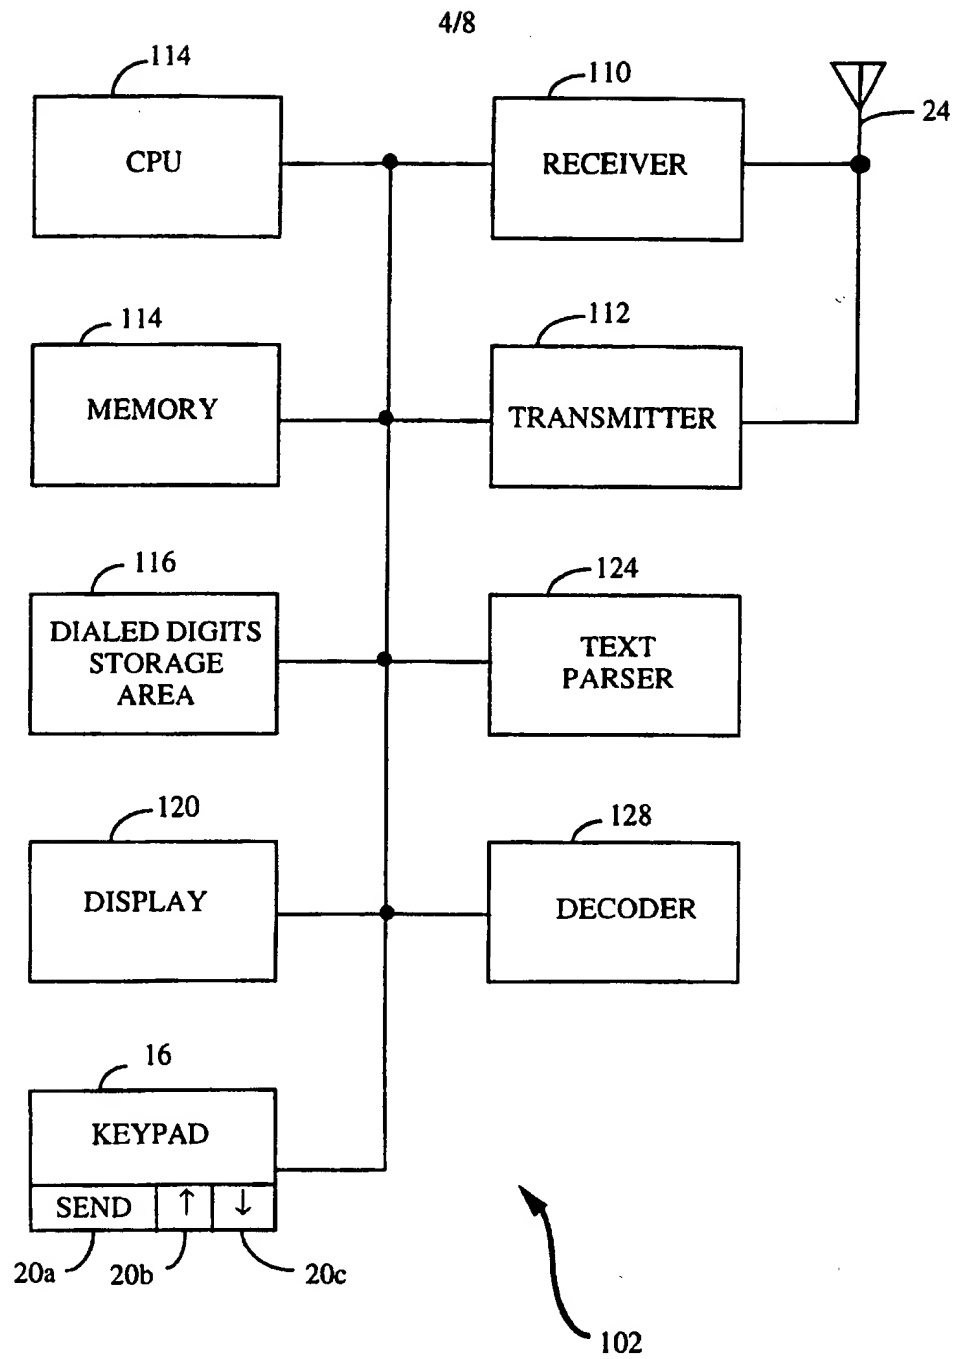 4/8
114
CPU
110
RECEIVER
24
114
MEMORY
112
TRANSMITTER
116
DIALED DIGITS
STORAGE
AREA
124
TEXT
PARSER
120
DISPLAY
128
DECODER
16
KEYPAD
SEND ↑ ↓
20a 20b 20c
102